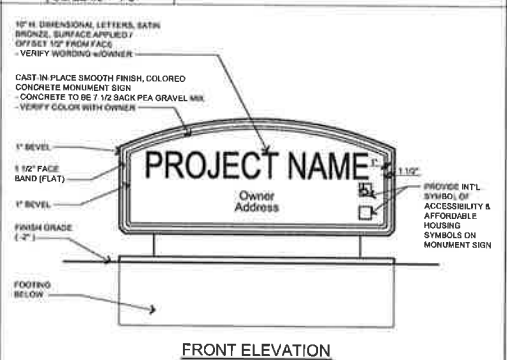 10" H. DIMENSIONAL LETTERS, SATIN
BRONZE, SURFACE APPLIED /
OFFSET 1/2" FROM FACE
- VERIFY WORDING w/OWNER
CAST-IN-PLACE SMOOTH FINISH, COLORED
CONCRETE MONUMENT SIGN
- CONCRETE TO BE 7 1/2 SACK PEA GRAVEL MIX
- VERIFY COLOR WITH OWNER
1" BEVEL
1 1/2" FACE
BAND (FLAT)
1" BEVEL
FINISH GRADE
( -2" )
FOOTING
BELOW
PROJECT NAME
Owner
Address
1"
1 1/2"
PROVIDE INT'L
SYMBOL OF
ACCESSIBILITY &
AFFORDABLE
HOUSING
SYMBOLS ON
MONUMENT SIGN
FRONT ELEVATION